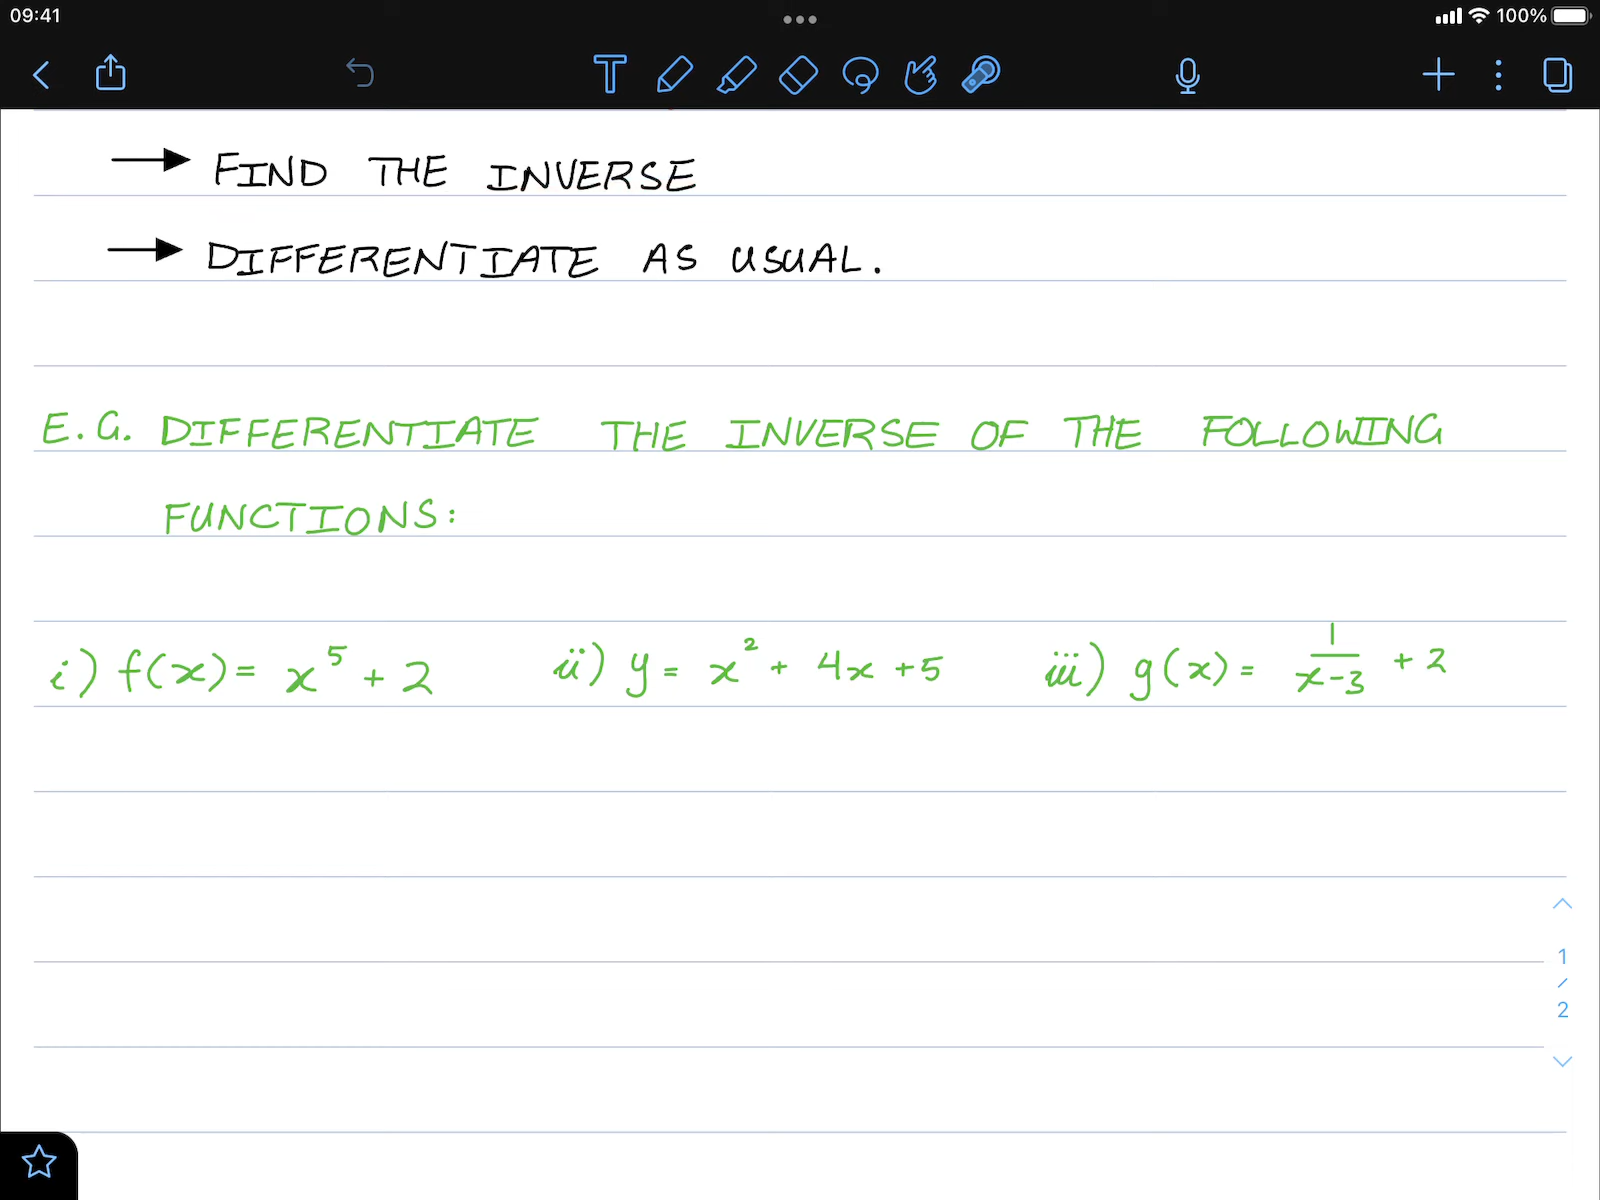 09:41
100%
→ FIND THE INVERSE
→ DIFFERENTIATE AS USUAL.
E.G. DIFFERENTIATE THE INVERSE OF THE FOLLOWING
FUNCTIONS:
i) f(x)= x⁵ + 2 ii) y = x² + 4x +5 iii) g(x) = 1/(x-3) + 2
1
/
2